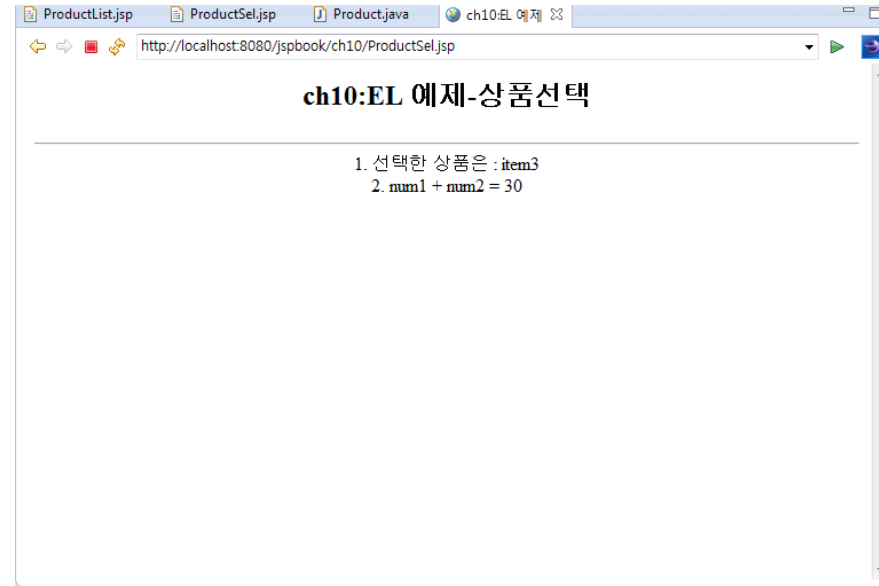 ProductList.jsp ProductSel.jsp Product.java ch10:EL 예제
http://localhost:8080/jspbook/ch10/ProductSel.jsp
ch10:EL 예제-상품선택
1. 선택한 상품은 : item3
2. num1 + num2 = 30